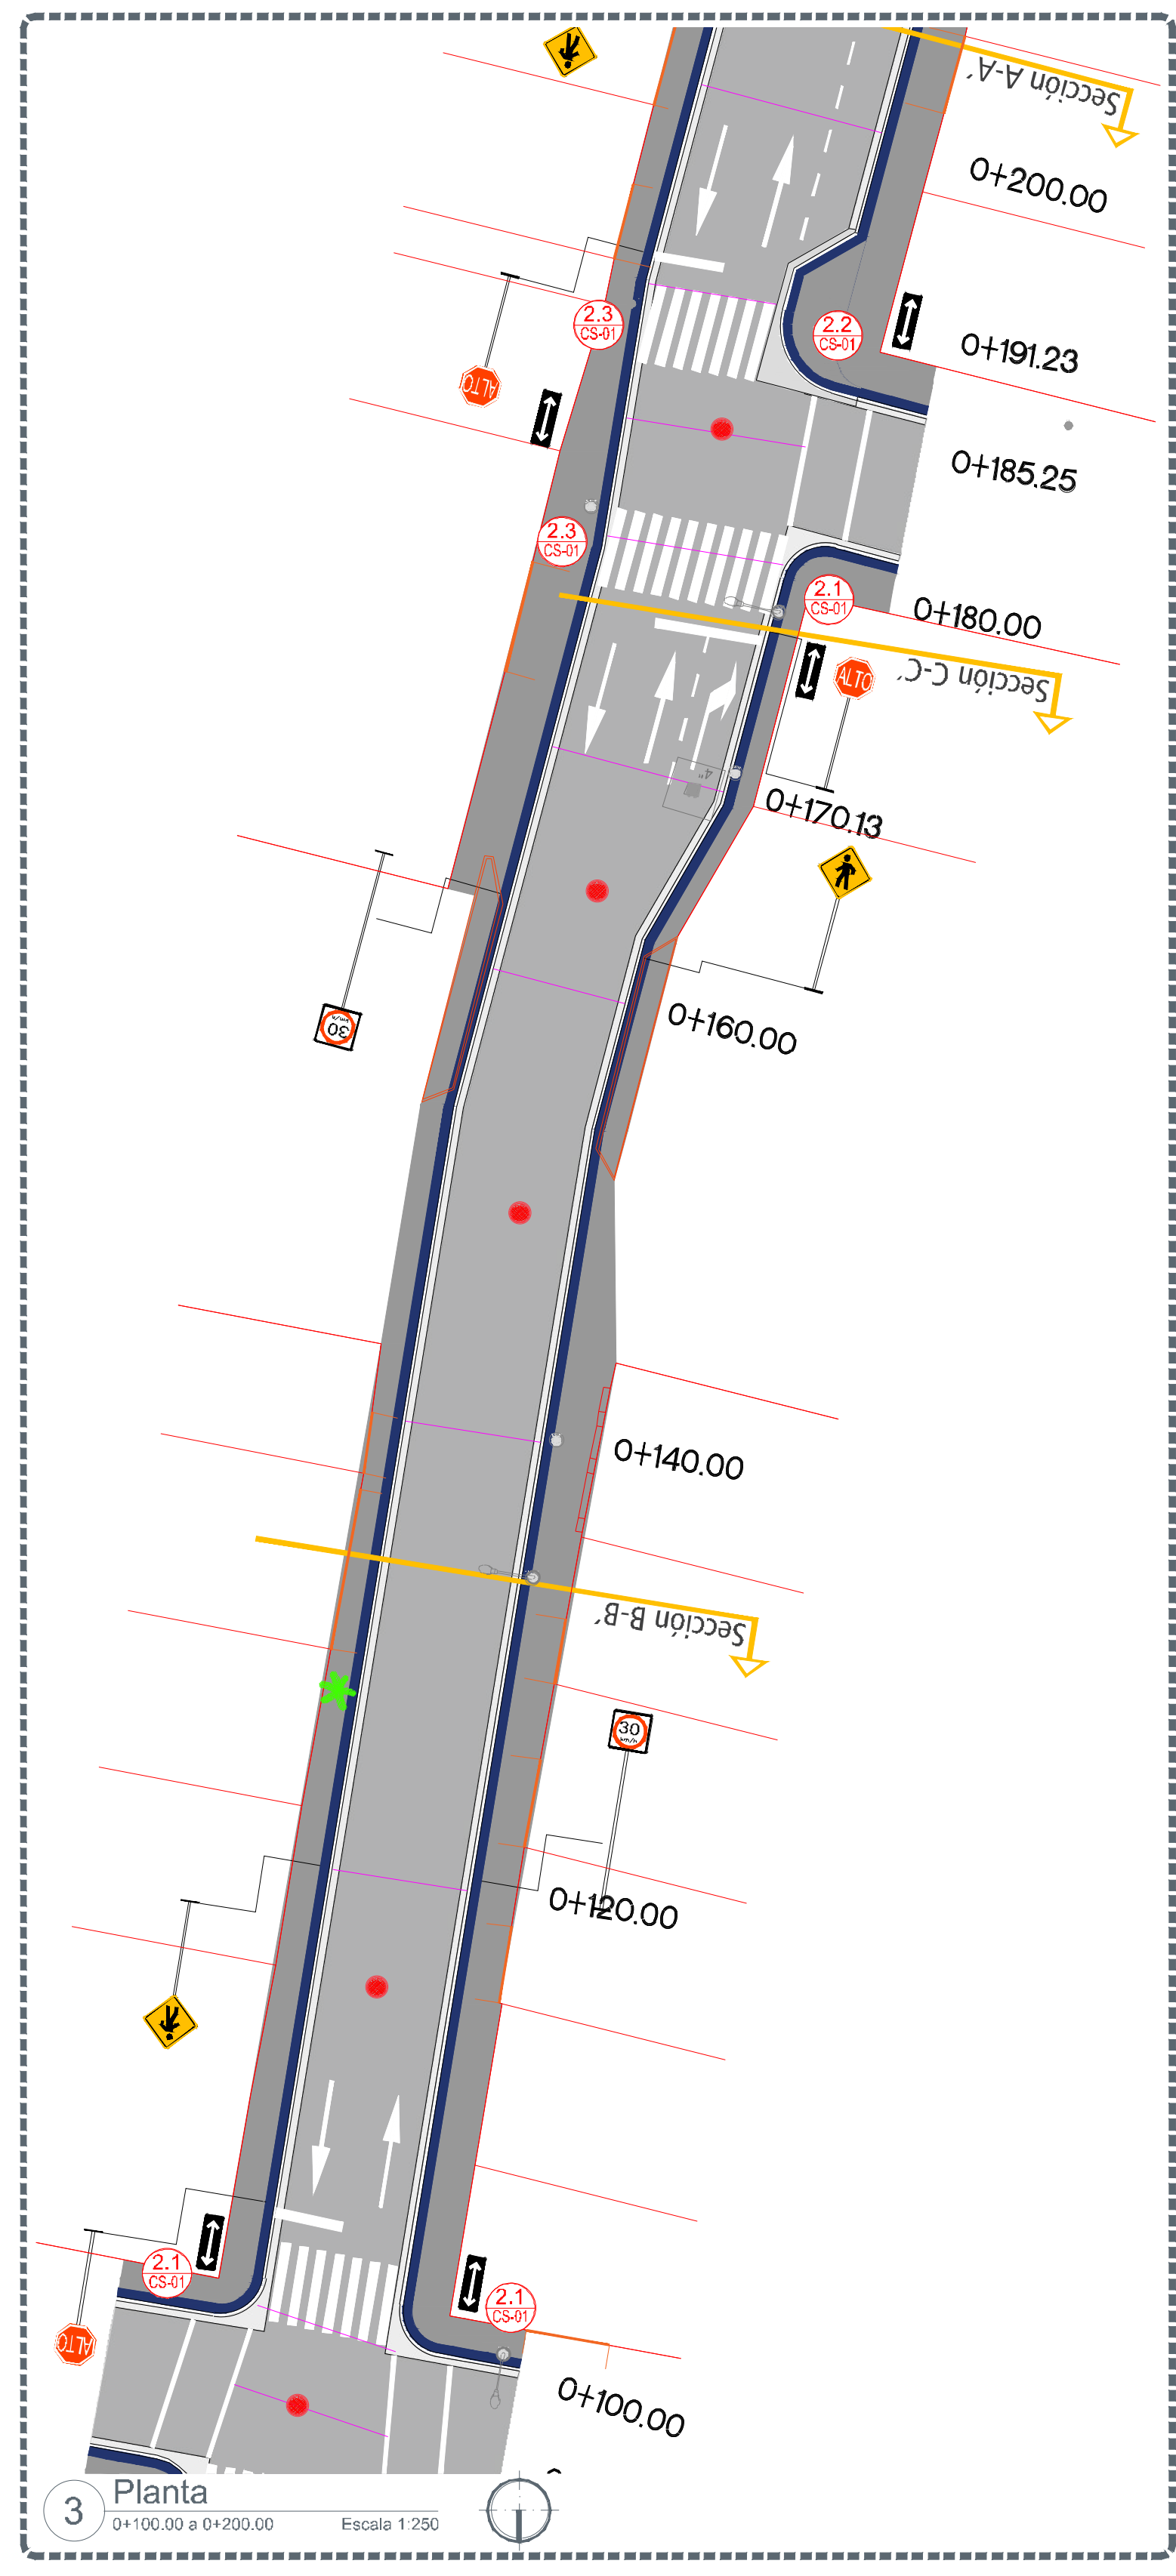 Sección A-A´
0+200.00
2.3
CS-01
2.2
CS-01
0+191.23
ALTO
0+185.25
2.3
CS-01
2.1
CS-01
0+180.00
Sección C-C´
ALTO
4"
0+170.13
30
km/h
0+160.00
0+140.00
Sección B-B´
30
km/h
0+120.00
2.1
CS-01
2.1
CS-01
ALTO
0+100.00
3
Planta
0+100.00 a 0+200.00 Escala 1:250